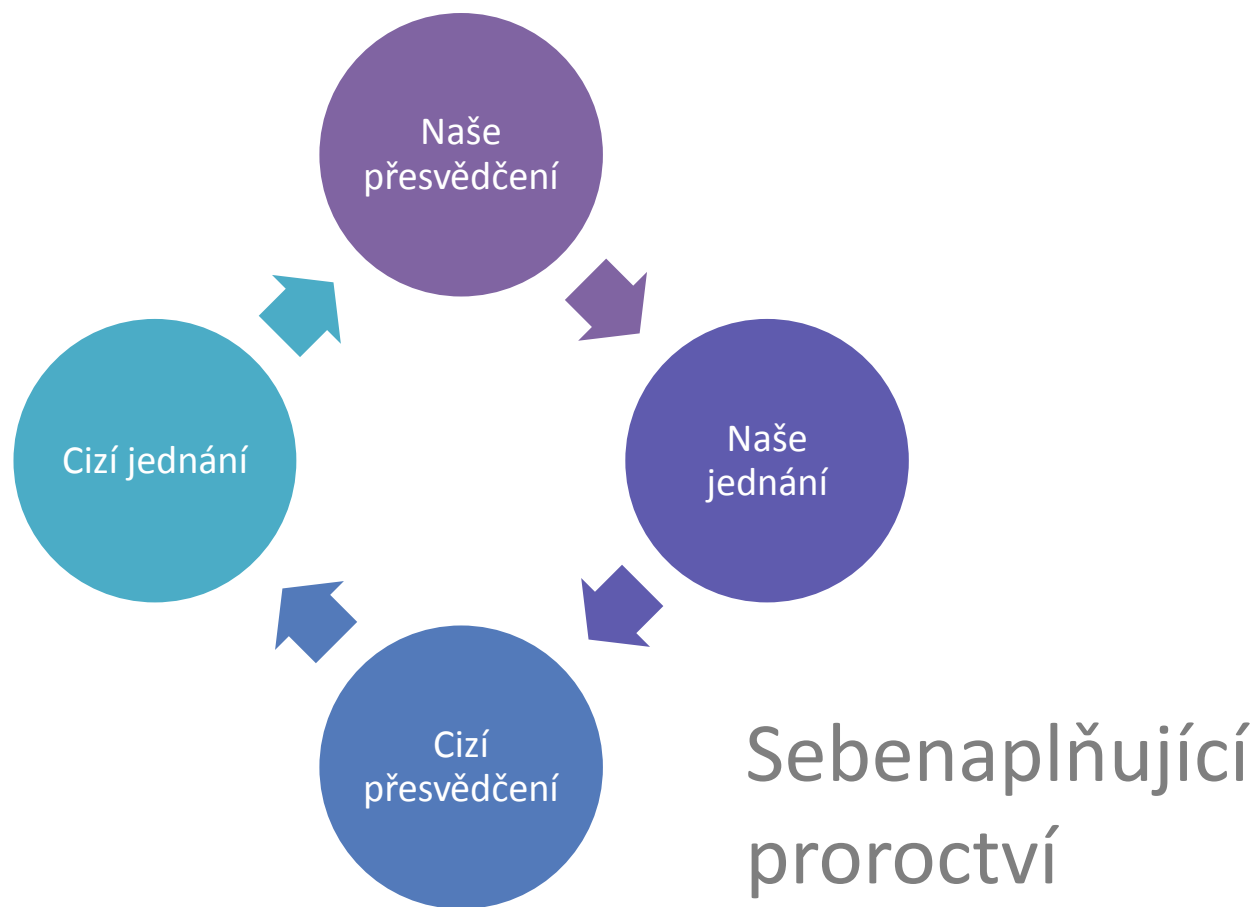 Naše
přesvědčení
Cizí jednání
Naše
jednání
Cizí
přesvědčení
Sebenaplňující
proroctví